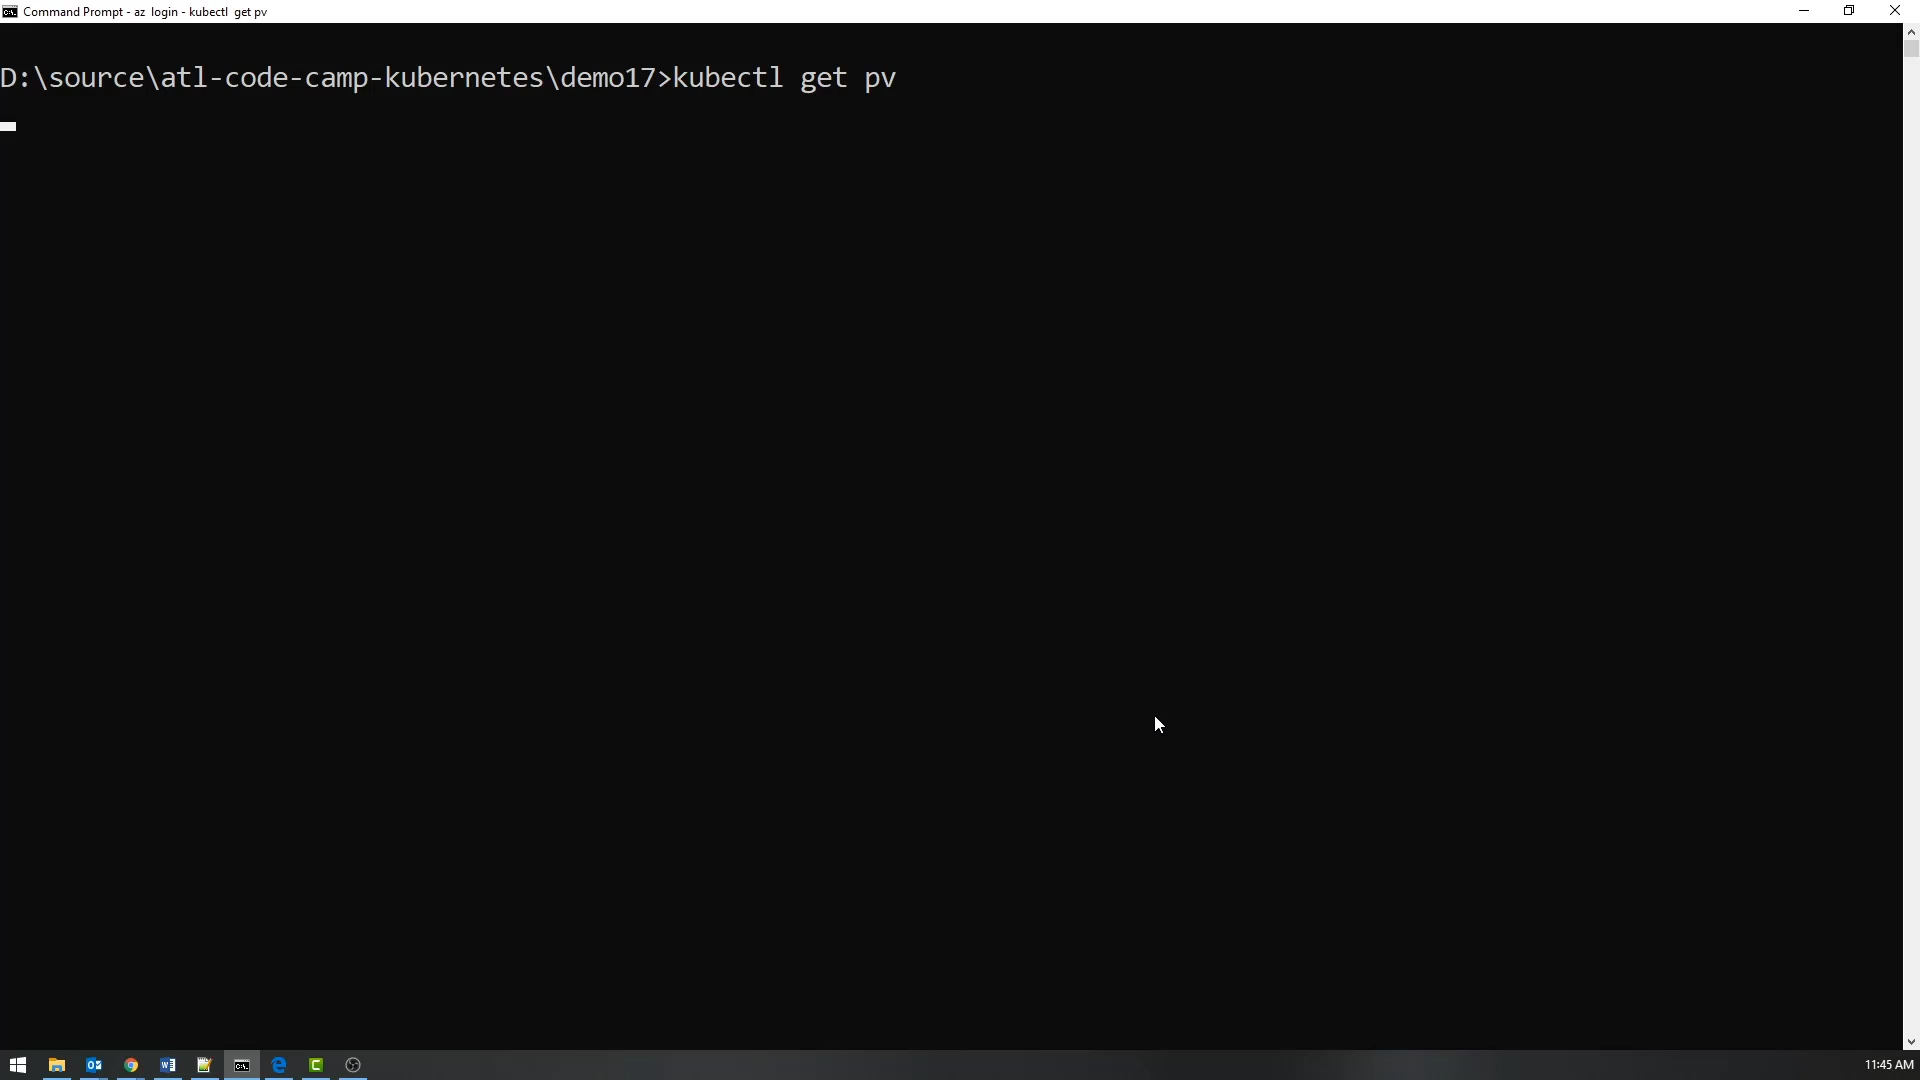 Command Prompt - az  login - kubectl  get pv
D:\source\atl-code-camp-kubernetes\demo17>kubectl get pv
11:45 AM